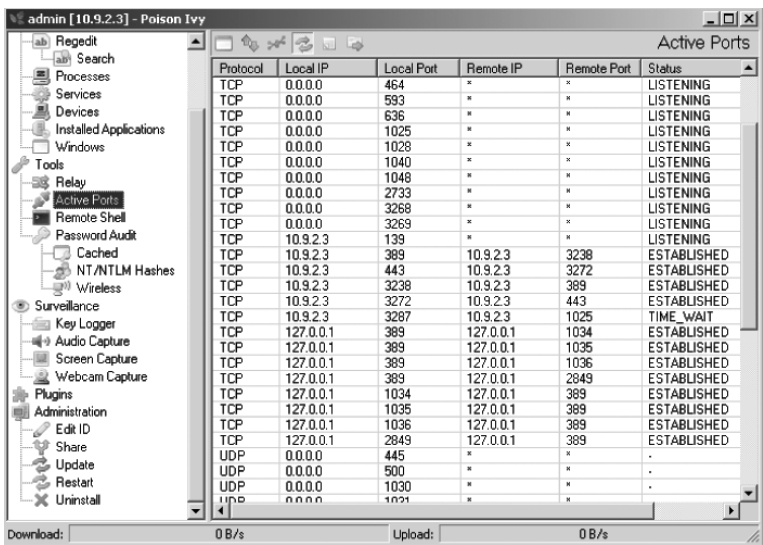 admin [10.9.2.3] - Poison Ivy
Regedit
Search
Processes
Services
Devices
Installed Applications
Windows
Tools
Relay
Active Ports
Remote Shell
Password Audit
Cached
NT/NTLM Hashes
Wireless
Surveillance
Key Logger
Audio Capture
Screen Capture
Webcam Capture
Plugins
Administration
Edit ID
Share
Update
Restart
Uninstall
Active Ports
Protocol Local IP Local Port Remote IP Remote Port Status
TCP 0.0.0.0 464 * * LISTENING
TCP 0.0.0.0 593 * * LISTENING
TCP 0.0.0.0 636 * * LISTENING
TCP 0.0.0.0 1025 * * LISTENING
TCP 0.0.0.0 1028 * * LISTENING
TCP 0.0.0.0 1040 * * LISTENING
TCP 0.0.0.0 1048 * * LISTENING
TCP 0.0.0.0 2733 * * LISTENING
TCP 0.0.0.0 3268 * * LISTENING
TCP 0.0.0.0 3269 * * LISTENING
TCP 10.9.2.3 139 * * LISTENING
TCP 10.9.2.3 389 10.9.2.3 3238 ESTABLISHED
TCP 10.9.2.3 443 10.9.2.3 3272 ESTABLISHED
TCP 10.9.2.3 3238 10.9.2.3 389 ESTABLISHED
TCP 10.9.2.3 3272 10.9.2.3 443 ESTABLISHED
TCP 10.9.2.3 3287 10.9.2.3 1025 TIME_WAIT
TCP 127.0.0.1 389 127.0.0.1 1034 ESTABLISHED
TCP 127.0.0.1 389 127.0.0.1 1035 ESTABLISHED
TCP 127.0.0.1 389 127.0.0.1 1036 ESTABLISHED
TCP 127.0.0.1 389 127.0.0.1 2849 ESTABLISHED
TCP 127.0.0.1 1034 127.0.0.1 389 ESTABLISHED
TCP 127.0.0.1 1035 127.0.0.1 389 ESTABLISHED
TCP 127.0.0.1 1036 127.0.0.1 389 ESTABLISHED
TCP 127.0.0.1 2849 127.0.0.1 389 ESTABLISHED
UDP 0.0.0.0 445 * * -
UDP 0.0.0.0 500 * * -
UDP 0.0.0.0 1030 * * -
UDP 0.0.0.0 1031 * *
Download: 0 B/s Upload: 0 B/s